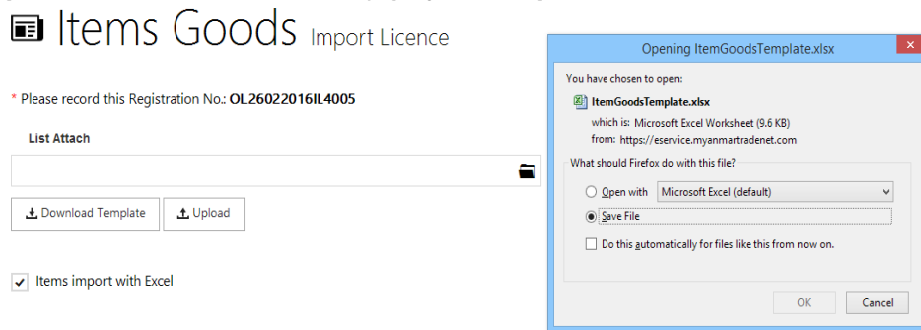 Items Goods Import Licence
* Please record this Registration No.: OL26022016IL4005
List Attach
Download Template
Upload
Items import with Excel
Opening ItemGoodsTemplate.xlsx
You have chosen to open:
ItemGoodsTemplate.xlsx
which is: Microsoft Excel Worksheet (9.6 KB)
from: https://eservice.myanmartradenet.com
What should Firefox do with this file?
Open with Microsoft Excel (default)
Save File
Do this automatically for files like this from now on.
OK Cancel